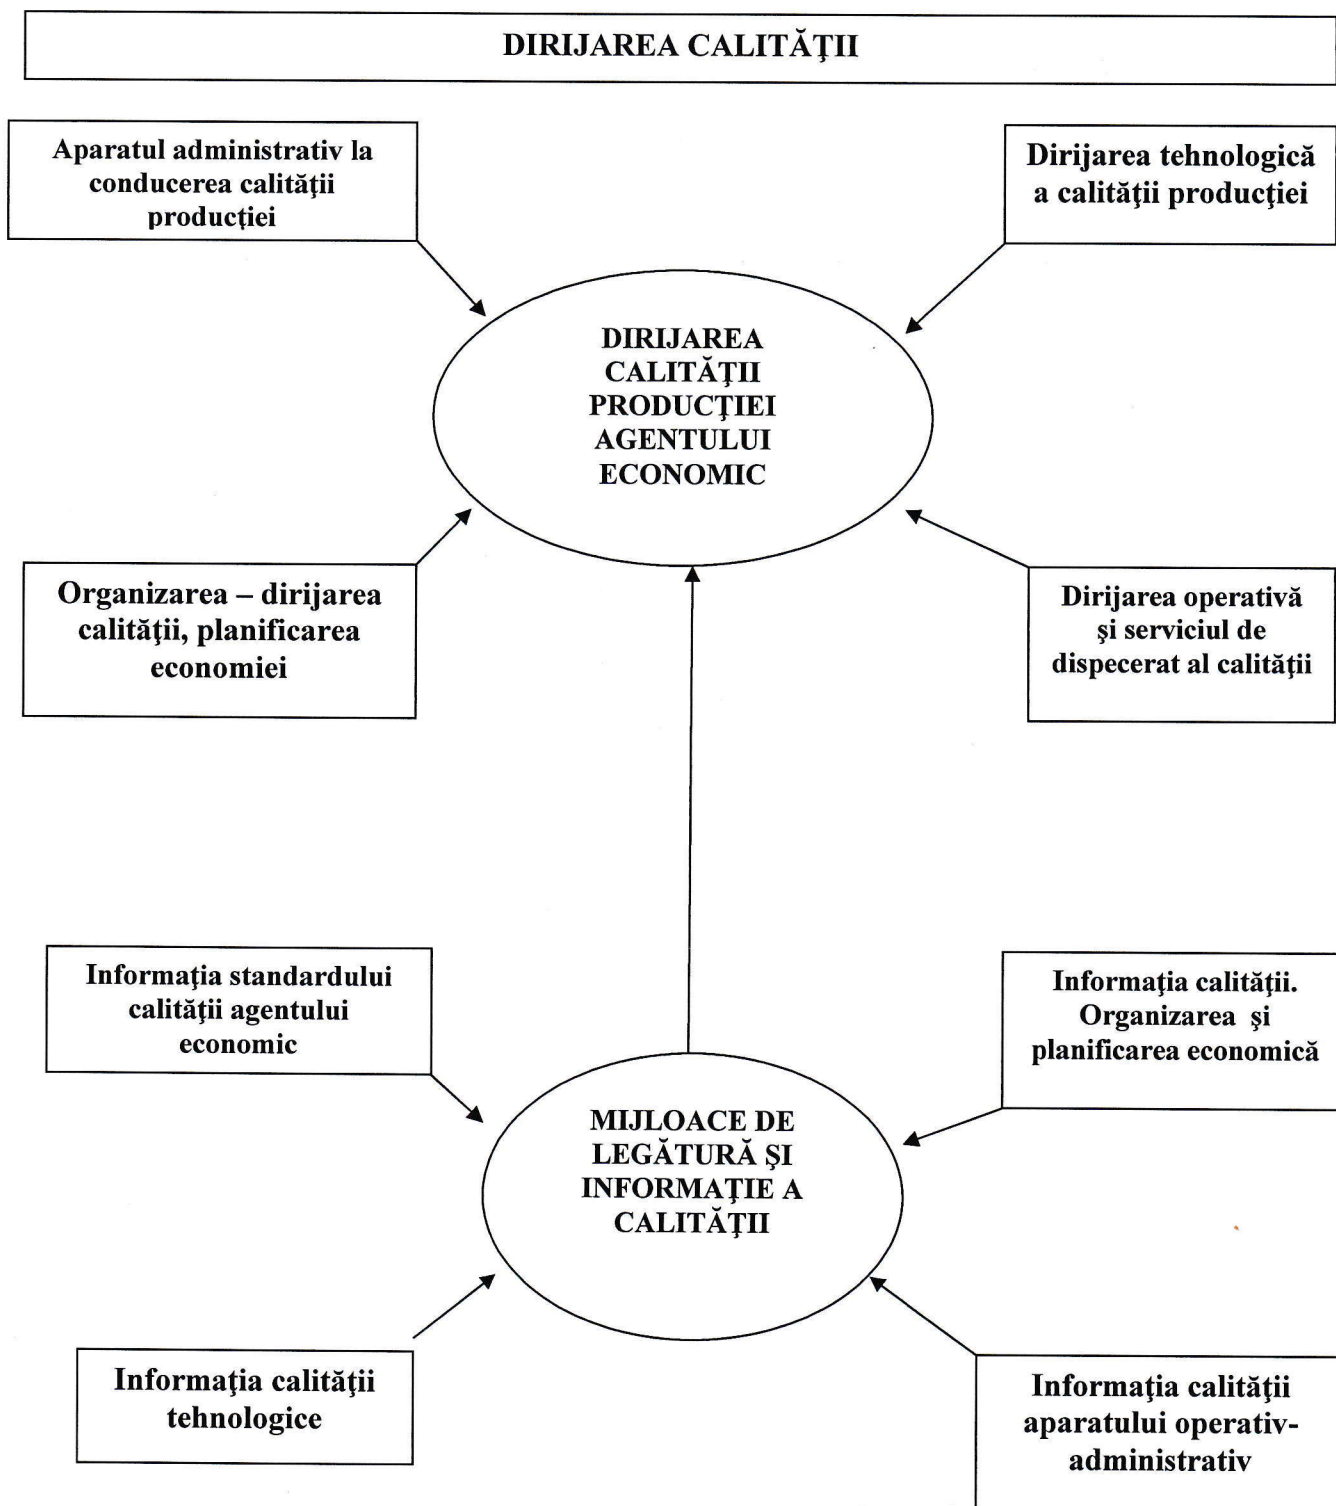 DIRIJAREA CALITĂŢII
Aparatul administrativ la
conducerea calităţii
producţiei
Dirijarea tehnologică
a calităţii producţiei
DIRIJAREA
CALITĂŢII
PRODUCŢIEI
AGENTULUI
ECONOMIC
Organizarea – dirijarea
calităţii, planificarea
economiei
Dirijarea operativă
şi serviciul de
dispecerat al calităţii
Informaţia standardului
calităţii agentului
economic
Informaţia calităţii.
Organizarea şi
planificarea economică
MIJLOACE DE
LEGĂTURĂ ŞI
INFORMAŢIE A
CALITĂŢII
Informaţia calităţii
tehnologice
Informaţia calităţii
aparatului operativ-
administrativ